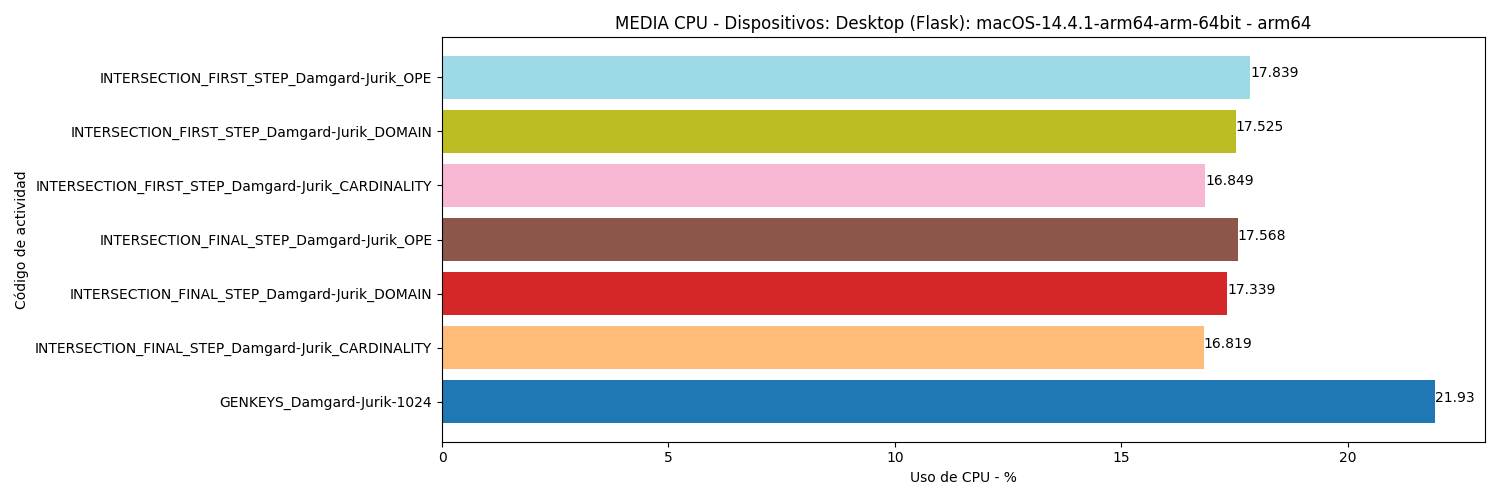 MEDIA CPU - Dispositivos: Desktop (Flask): macOS-14.4.1-arm64-arm-64bit - arm64
Código de actividad
INTERSECTION_FIRST_STEP_Damgard-Jurik_OPE 17.839
INTERSECTION_FIRST_STEP_Damgard-Jurik_DOMAIN 17.525
INTERSECTION_FIRST_STEP_Damgard-Jurik_CARDINALITY 16.849
INTERSECTION_FINAL_STEP_Damgard-Jurik_OPE 17.568
INTERSECTION_FINAL_STEP_Damgard-Jurik_DOMAIN 17.339
INTERSECTION_FINAL_STEP_Damgard-Jurik_CARDINALITY 16.819
GENKEYS_Damgard-Jurik-1024 21.93
0 5 10 15 20
Uso de CPU - %